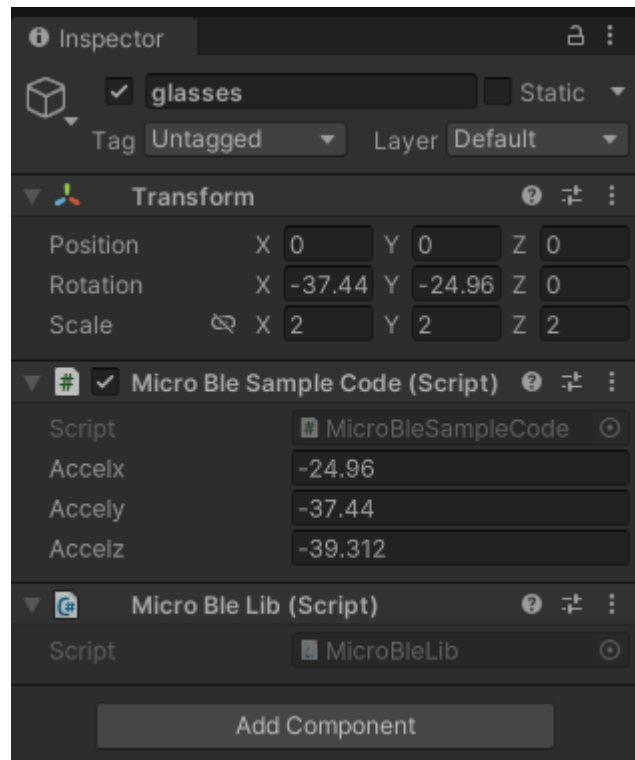 Inspector
glasses Static
Tag Untagged Layer Default
Transform
Position X 0 Y 0 Z 0
Rotation X -37.44 Y -24.96 Z 0
Scale X 2 Y 2 Z 2
# Micro Ble Sample Code (Script)
Script # MicroBleSampleCode
Accelx -24.96
Accely -37.44
Accelz -39.312
Micro Ble Lib (Script)
Script MicroBleLib
Add Component